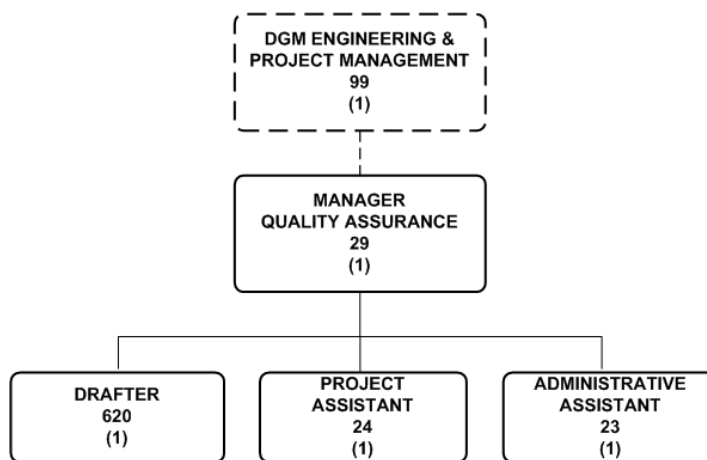 DGM ENGINEERING &
PROJECT MANAGEMENT
99
(1)
MANAGER
QUALITY ASSURANCE
29
(1)
DRAFTER
620
(1)
PROJECT
ASSISTANT
24
(1)
ADMINISTRATIVE
ASSISTANT
23
(1)